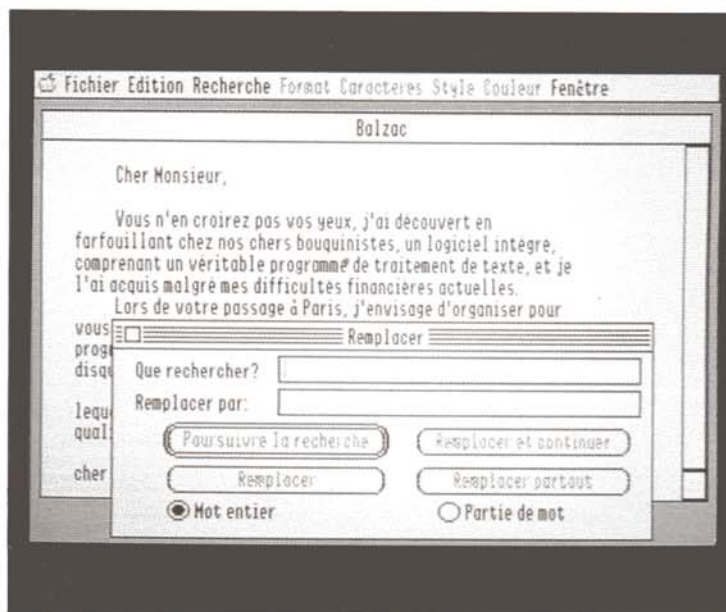 Fichier Edition Recherche Format Caracteres Style Couleur Fenêtre
Balzac
Cher Monsieur,
Vous n'en croirez pas vos yeux, j'ai découvert en
farfouillant chez nos chers bouquinistes, un logiciel intégré,
comprenant un véritable programme de traitement de texte, et je
l'ai acquis malgré mes difficultés financières actuelles.
Lors de votre passage à Paris, j'envisage d'organiser pour
vous
prog
disqu
lequ
quali
cher
Remplacer
Que rechercher?
Remplacer par:
Poursuivre la recherche
Remplacer et continuer
Remplacer
Remplacer partout
Mot entier
Partie de mot